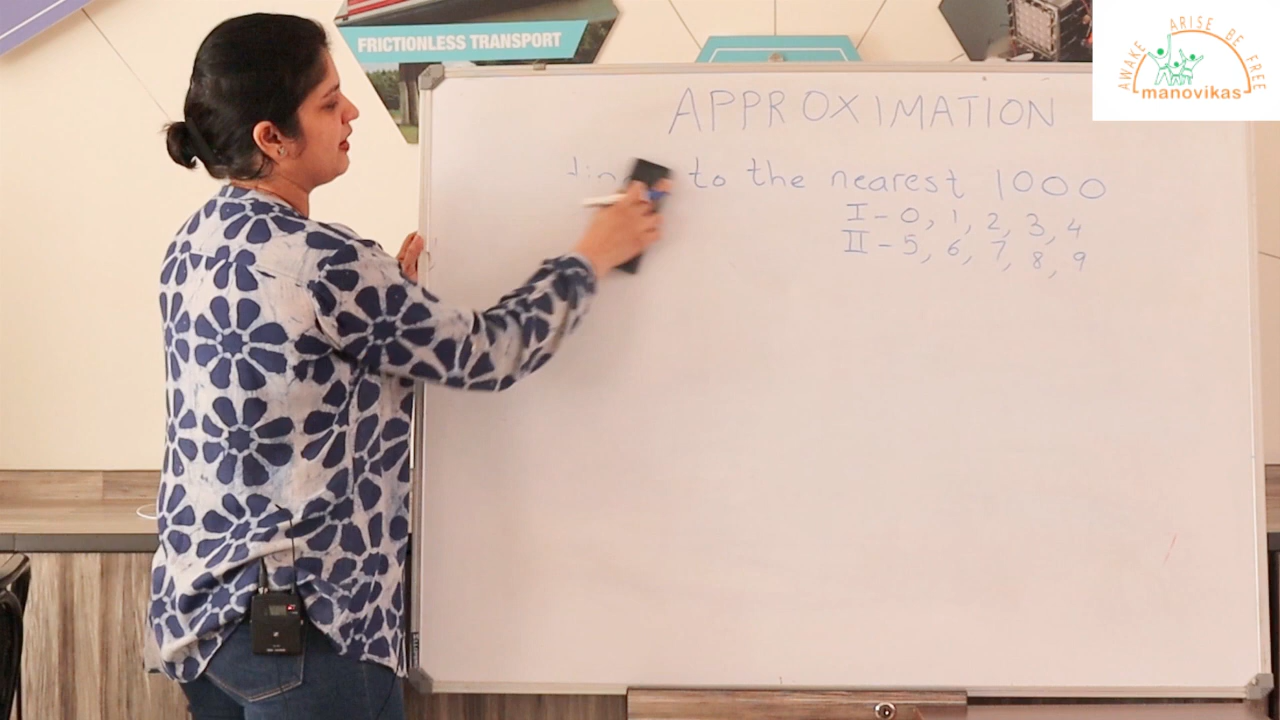 FRICTIONLESS TRANSPORT
AWAKE ARISE BE FREE
manovikas
APPROXIMATION
to the nearest 1000
I - 0, 1, 2, 3, 4
II - 5, 6, 7, 8, 9